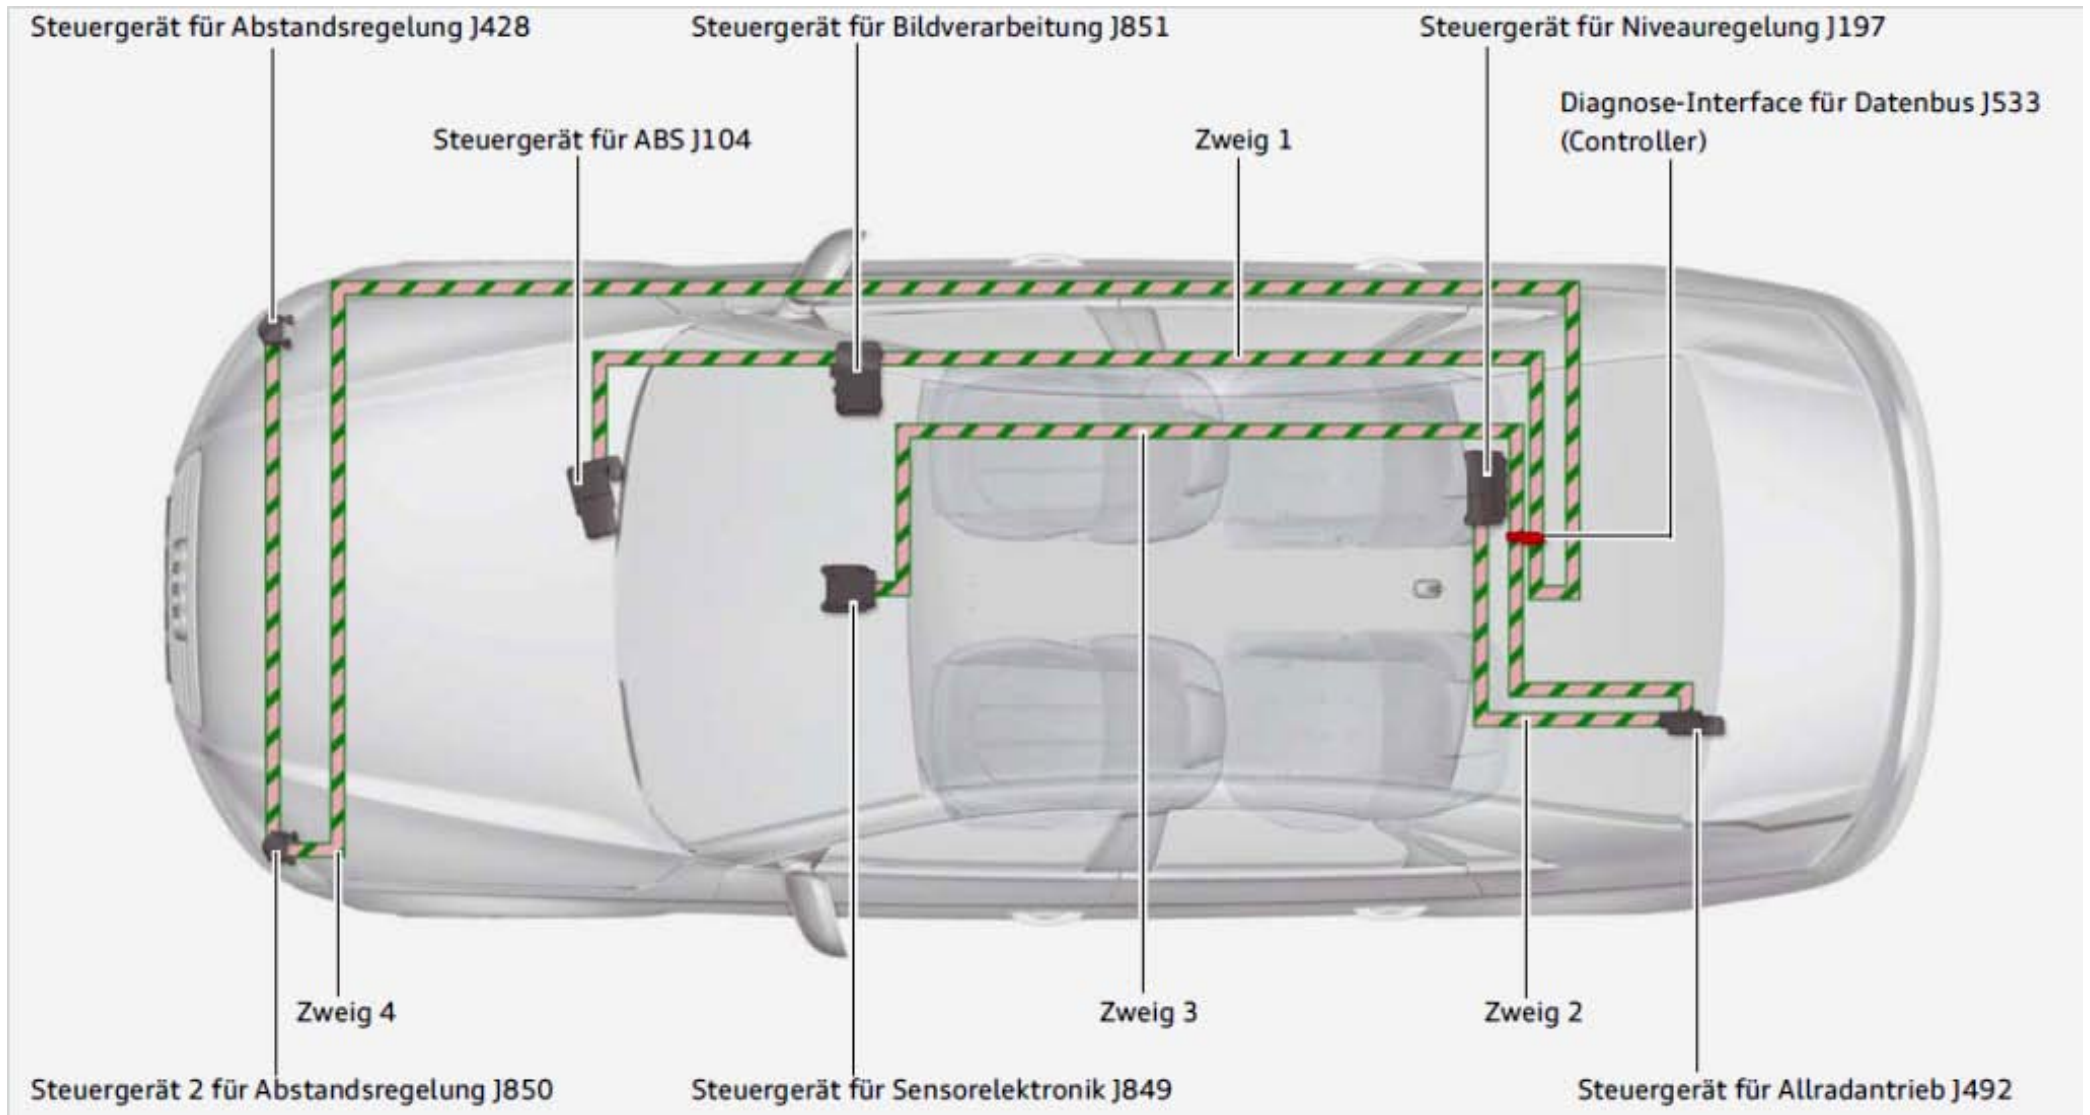 Steuergerät für Abstandsregelung J428
Steuergerät für Bildverarbeitung J851
Steuergerät für Niveauregelung J197
Diagnose-Interface für Datenbus J533
(Controller)
Steuergerät für ABS J104
Zweig 1
Zweig 4
Zweig 3
Zweig 2
Steuergerät 2 für Abstandsregelung J850
Steuergerät für Sensorelektronik J849
Steuergerät für Allradantrieb J492